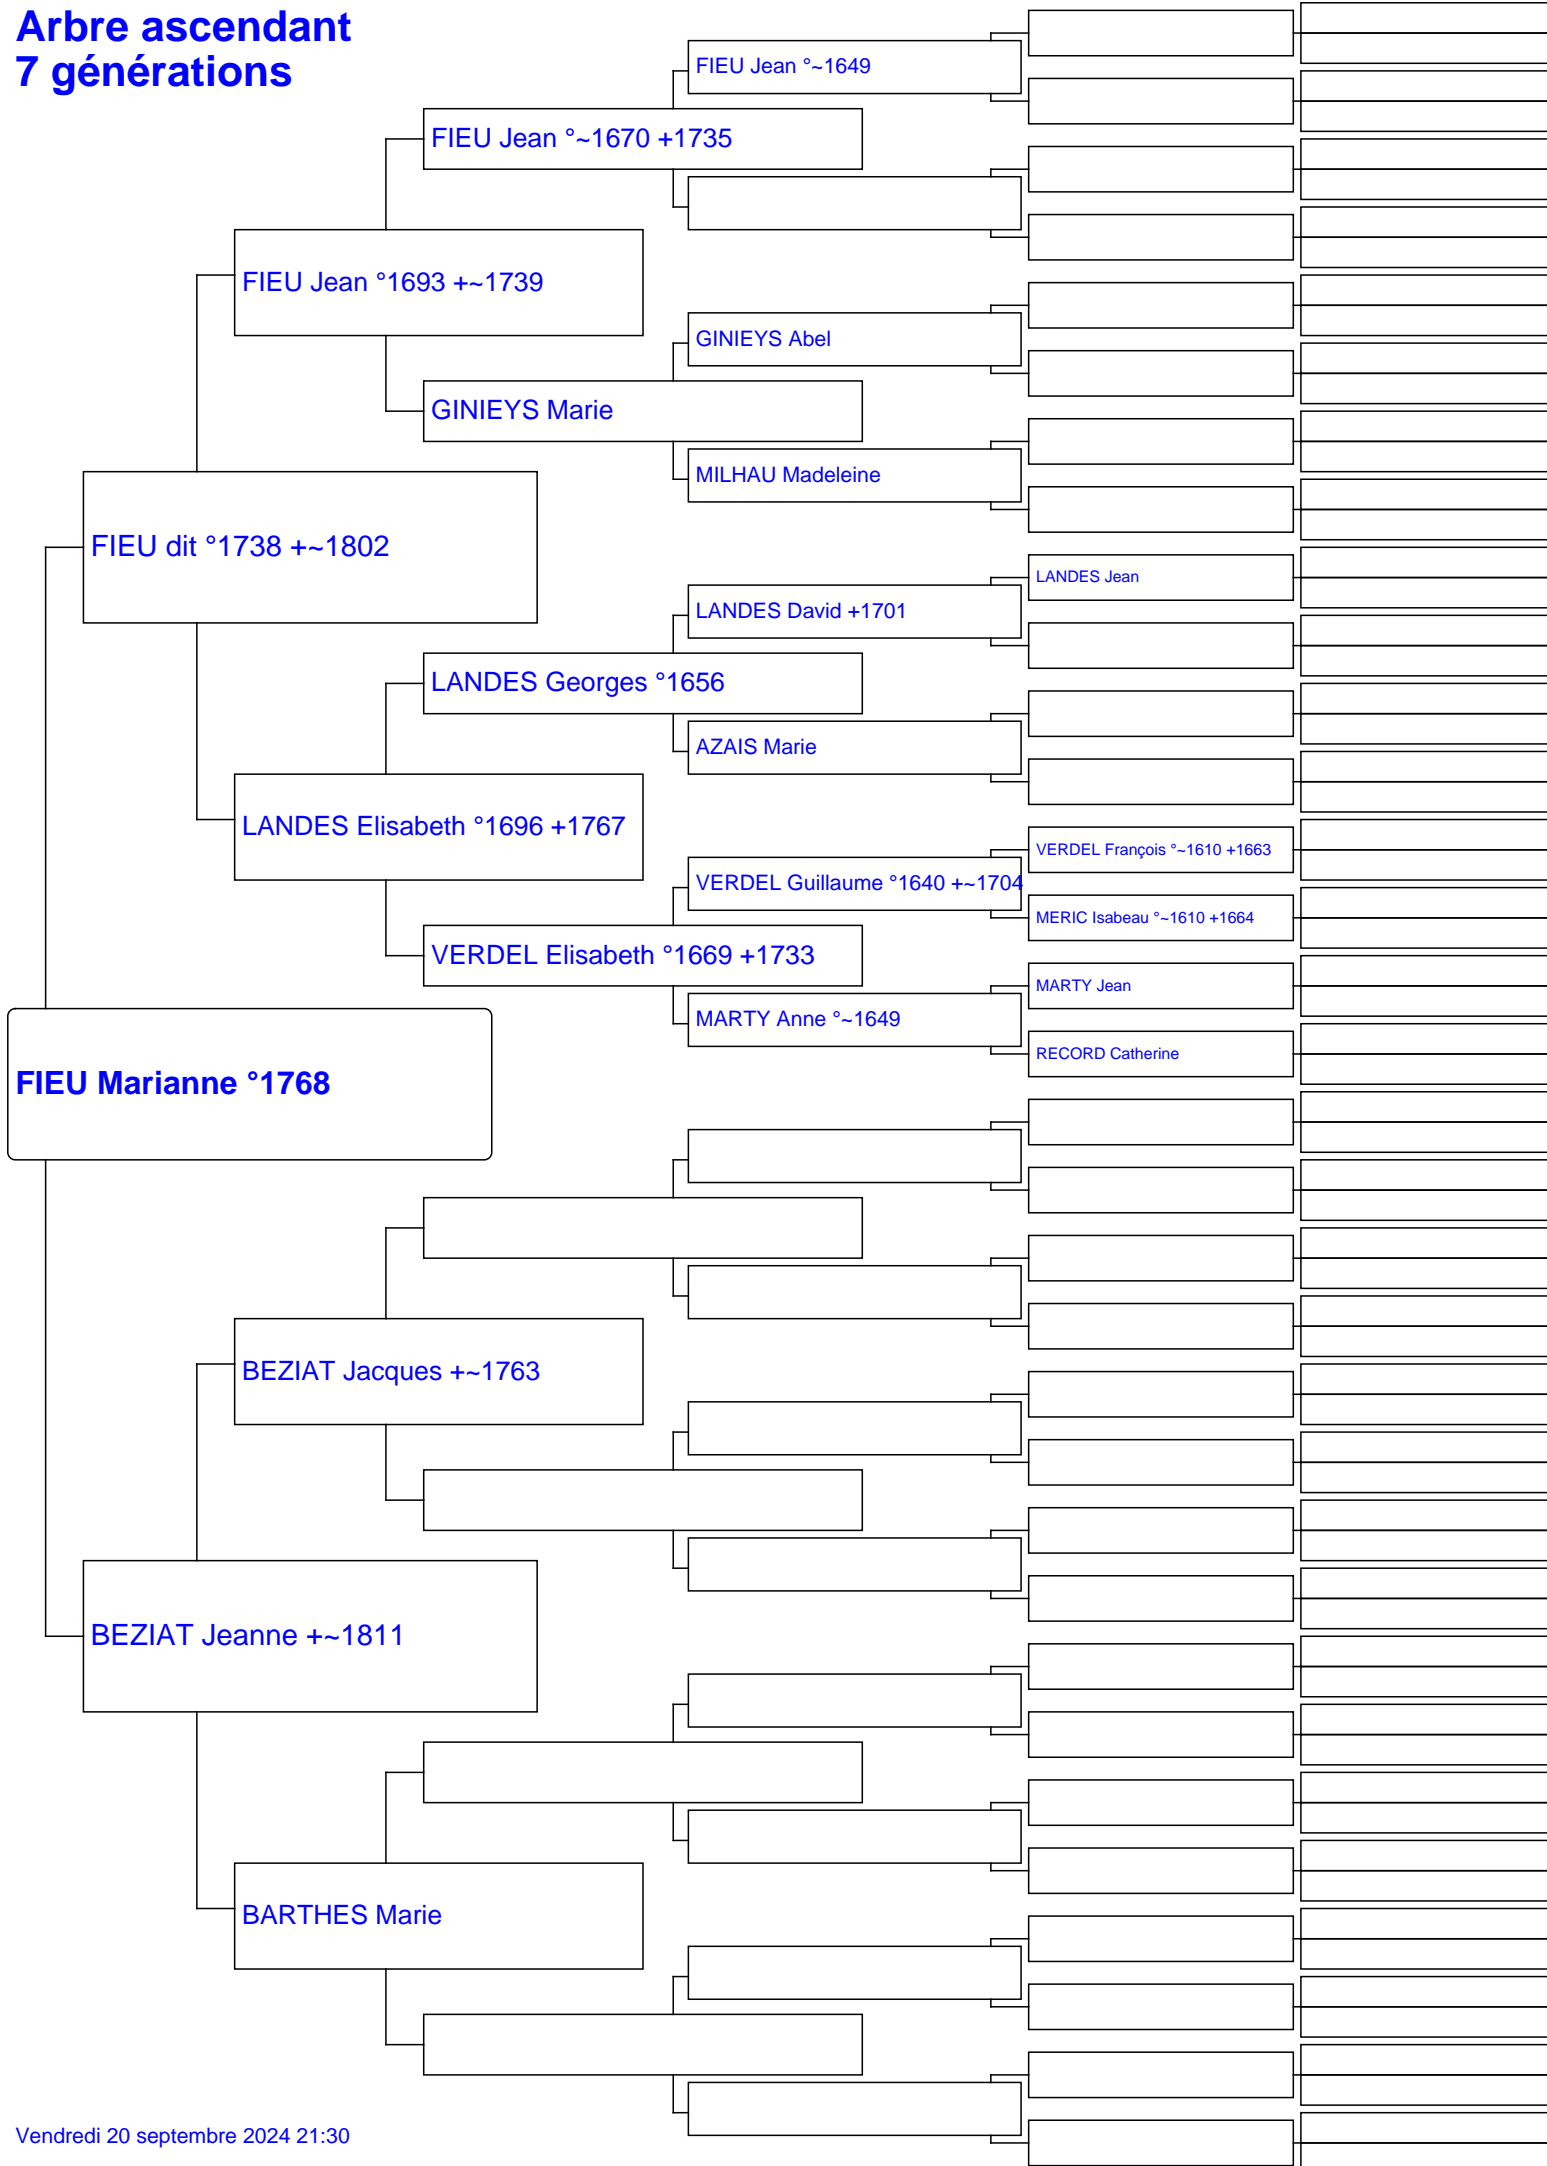 Arbre ascendant
7 générations
FIEU Jean °~1649
FIEU Jean °~1670 +1735
FIEU Jean °1693 +~1739
GINIEYS Abel
GINIEYS Marie
MILHAU Madeleine
FIEU dit °1738 +~1802
LANDES Jean
LANDES David +1701
LANDES Georges °1656
AZAIS Marie
LANDES Elisabeth °1696 +1767
VERDEL François °~1610 +1663
VERDEL Guillaume °1640 +~1704
MERIC Isabeau °~1610 +1664
VERDEL Elisabeth °1669 +1733
MARTY Jean
MARTY Anne °~1649
RECORD Catherine
FIEU Marianne °1768
BEZIAT Jacques +~1763
BEZIAT Jeanne +~1811
BARTHES Marie
Vendredi 20 septembre 2024 21:30